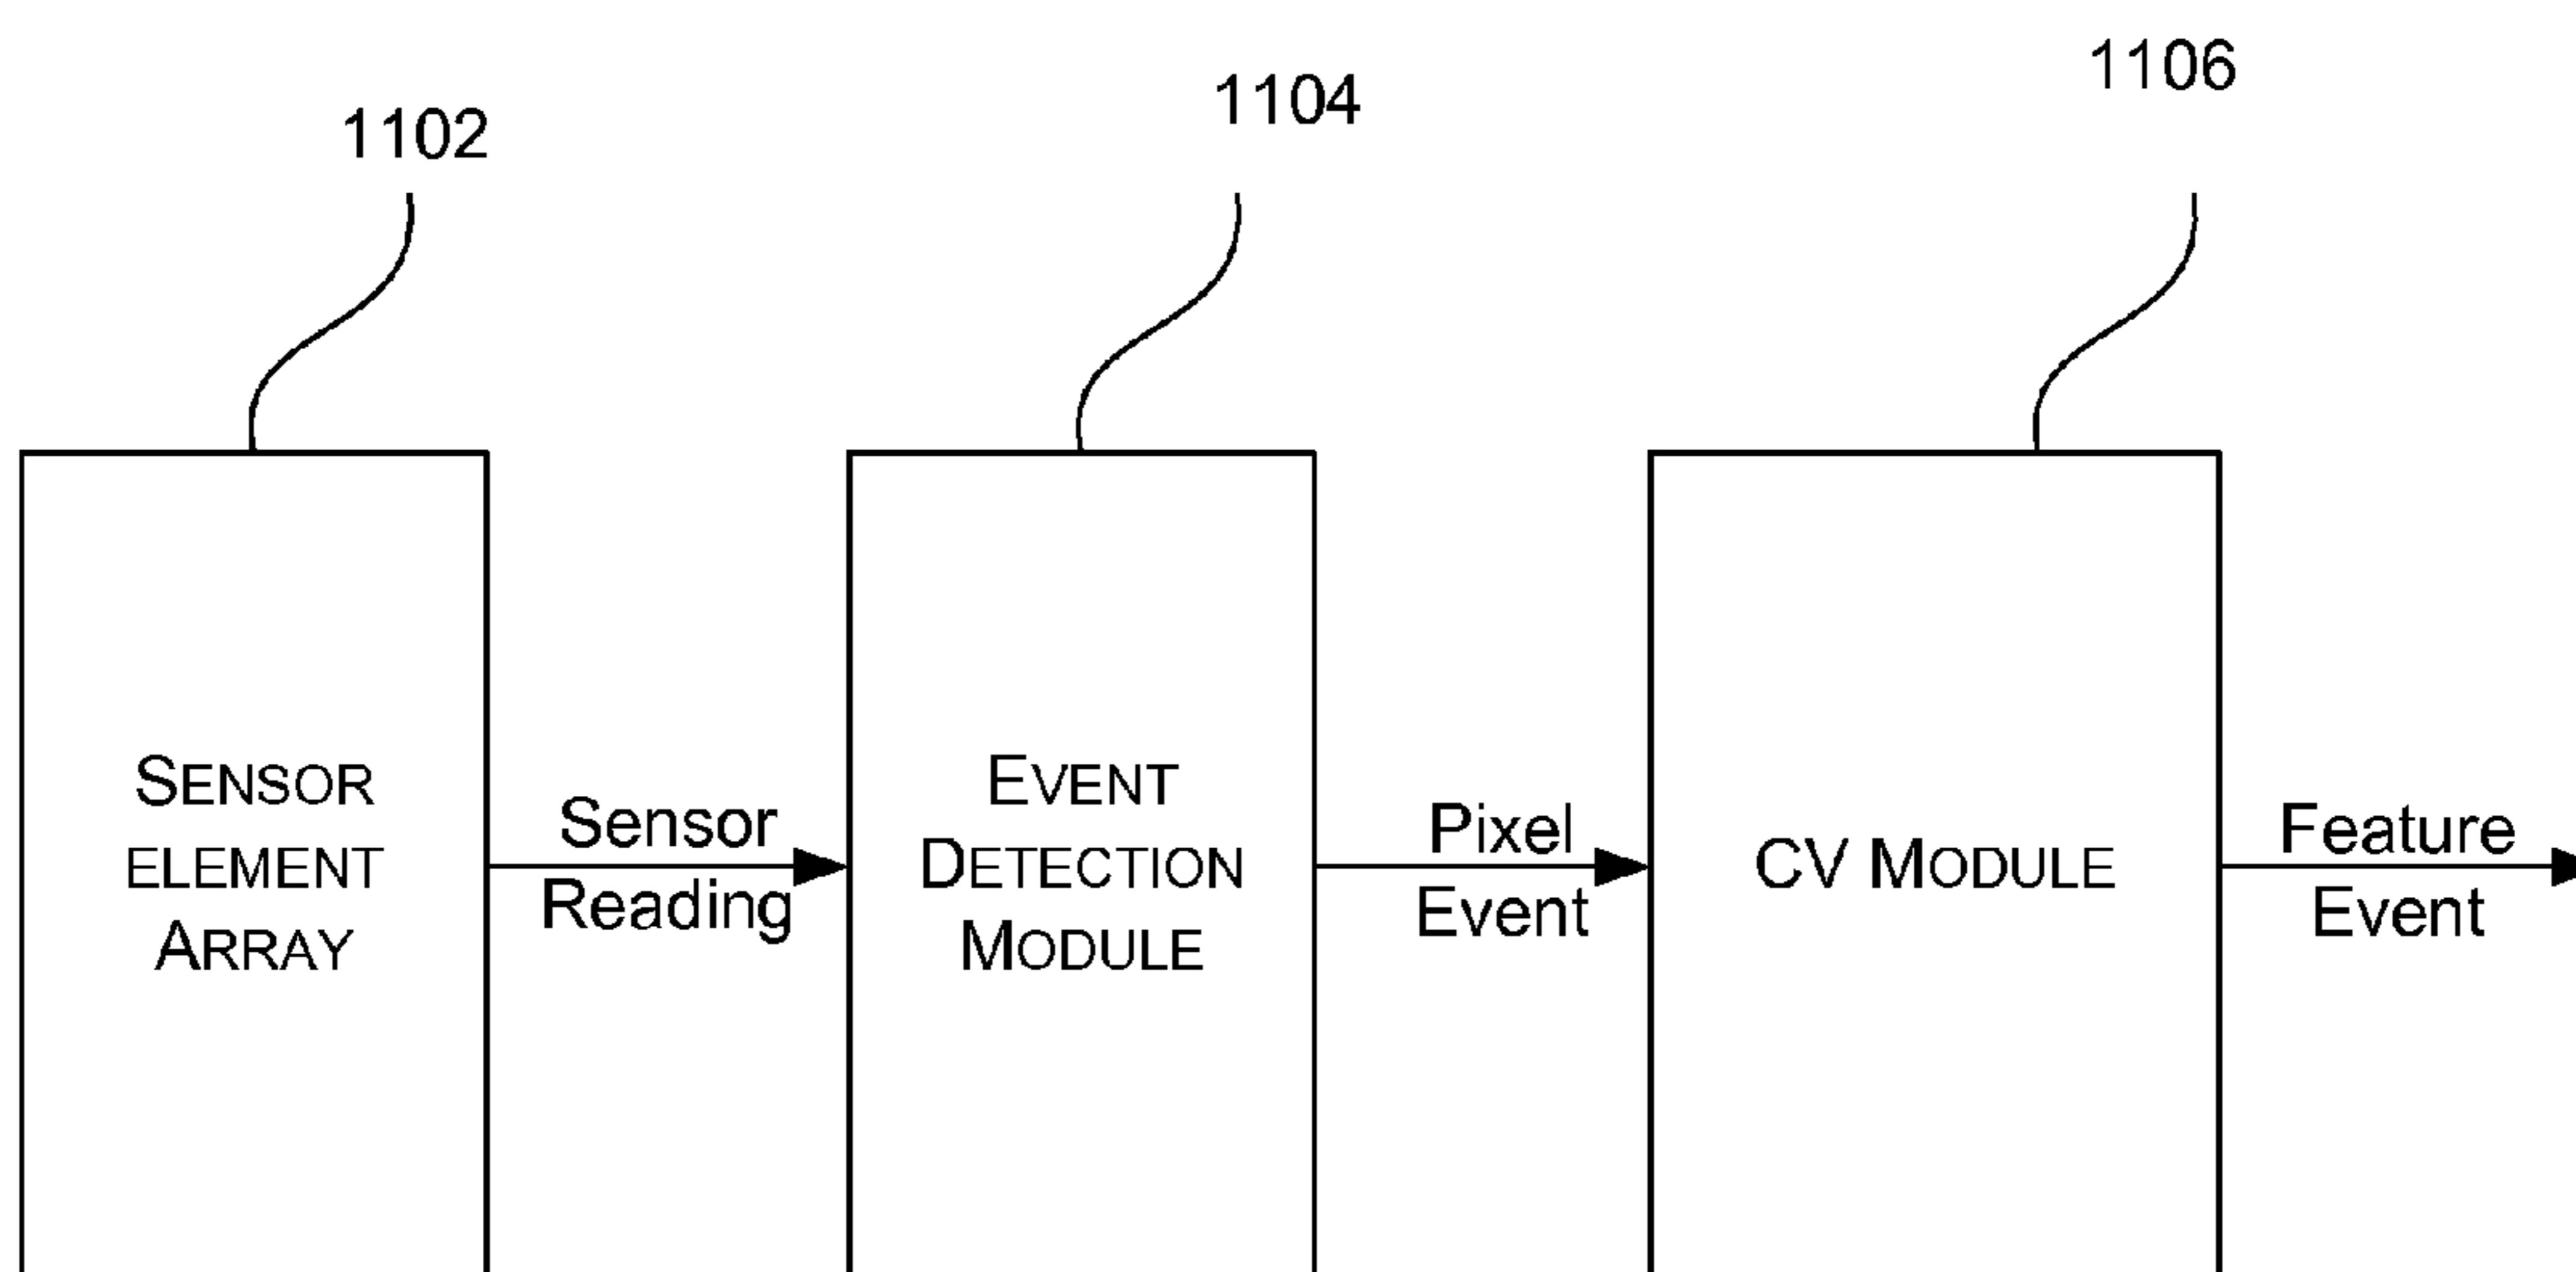 1102
1104
1106
SENSOR
ELEMENT
ARRAY
Sensor
Reading
EVENT
DETECTION
MODULE
Pixel
Event
CV MODULE
Feature
Event